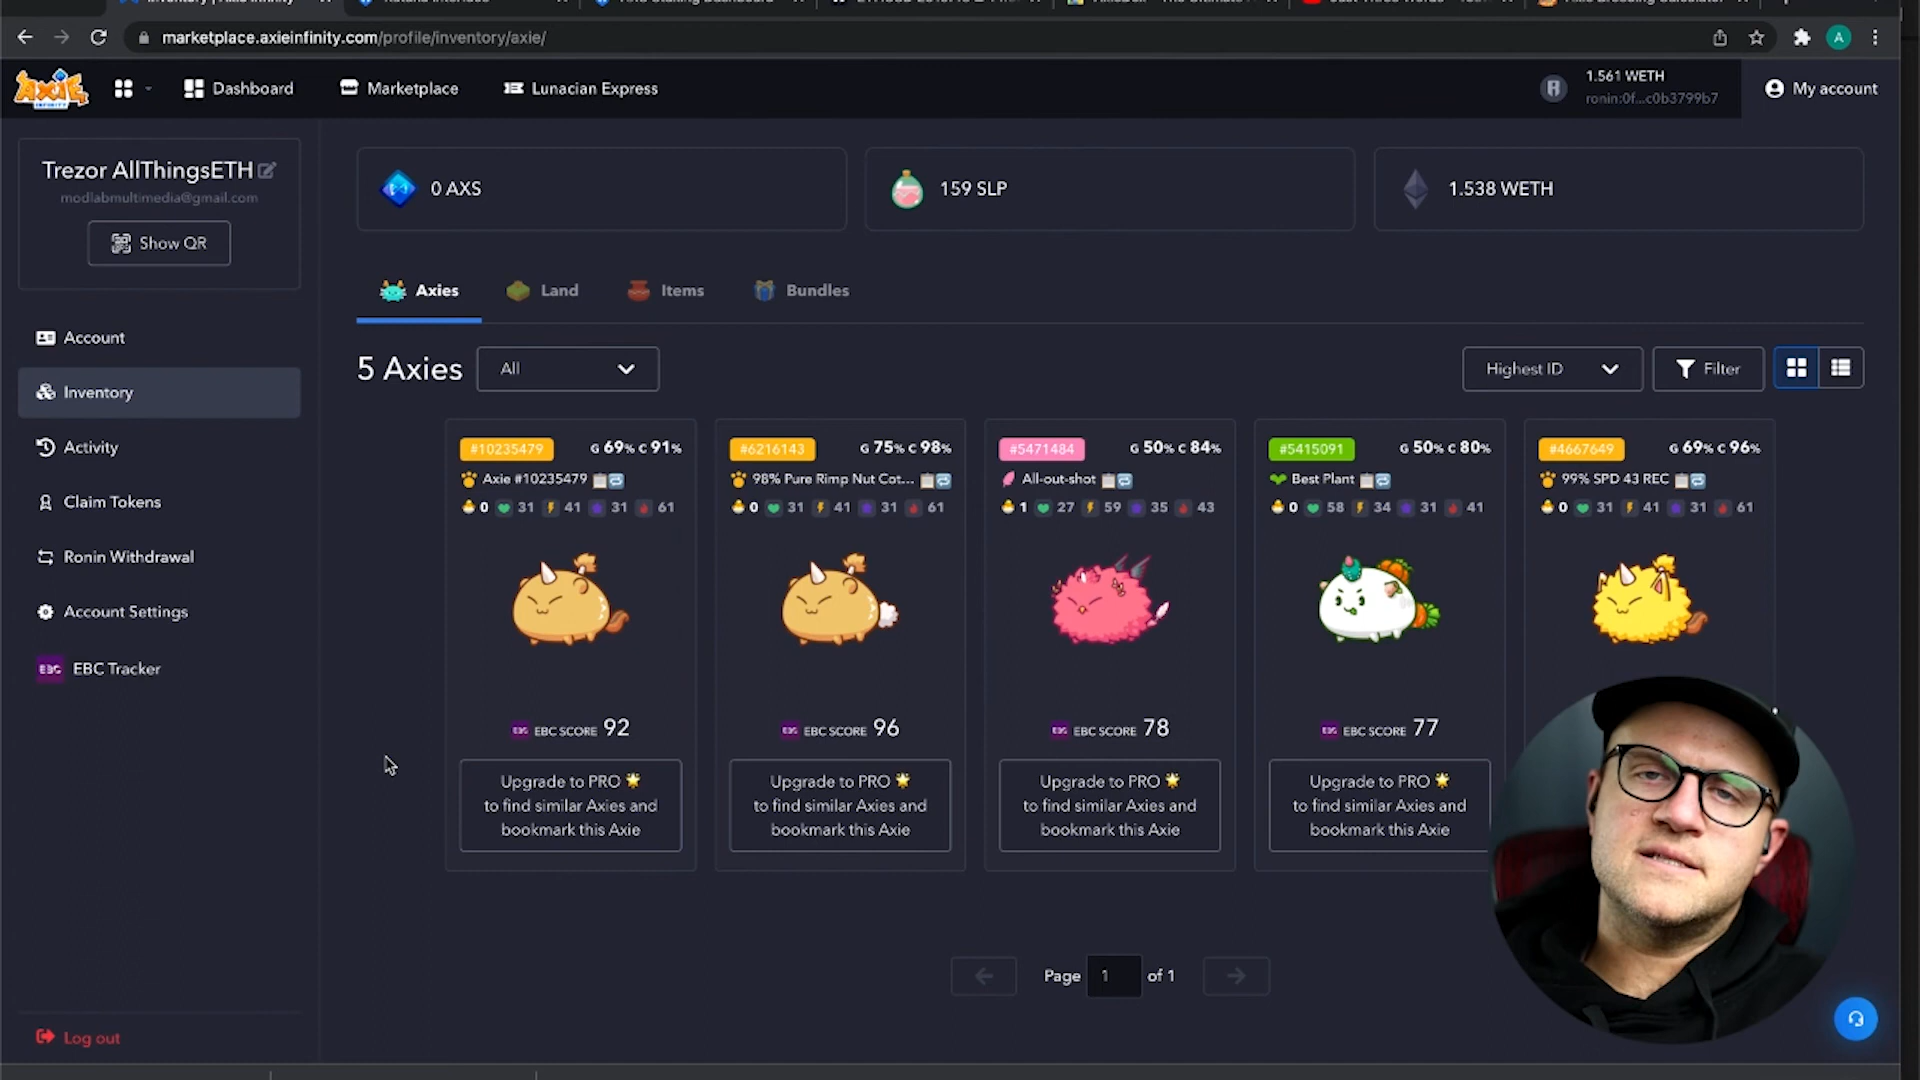 marketplace.axieinfinity.com/profile/inventory/axie/
A
AXIE
INFINITY
Dashboard
Marketplace
Lunacian Express
1.561 WETH
ronin:0f...c0b3799b7
My account
Trezor AllThingsETH
modlabmultimedia@gmail.com
Show QR
0 AXS
159 SLP
1.538 WETH
Axies
Land
Items
Bundles
5 Axies
All
Highest ID
Filter
Account
Inventory
Activity
Claim Tokens
Ronin Withdrawal
Account Settings
EBC EBC Tracker
Log out
#10235479 G 69% C 91%
Axie #10235479
0 31 41 31 61
EBC EBC SCORE 92
Upgrade to PRO
to find similar Axies and
bookmark this Axie
#6216143 G 75% C 98%
98% Pure Rimp Nut Cot...
0 31 41 31 61
EBC EBC SCORE 96
Upgrade to PRO
to find similar Axies and
bookmark this Axie
#5471484 G 50% C 84%
All-out-shot
1 27 59 35 43
EBC EBC SCORE 78
Upgrade to PRO
to find similar Axies and
bookmark this Axie
#5415091 G 50% C 80%
Best Plant
0 58 34 31 41
EBC EBC SCORE 77
Upgrade to PRO
to find similar Axies and
bookmark this Axie
#4667649 G 69% C 96%
99% SPD 43 REC
0 31 41 31 61
Page 1 of 1